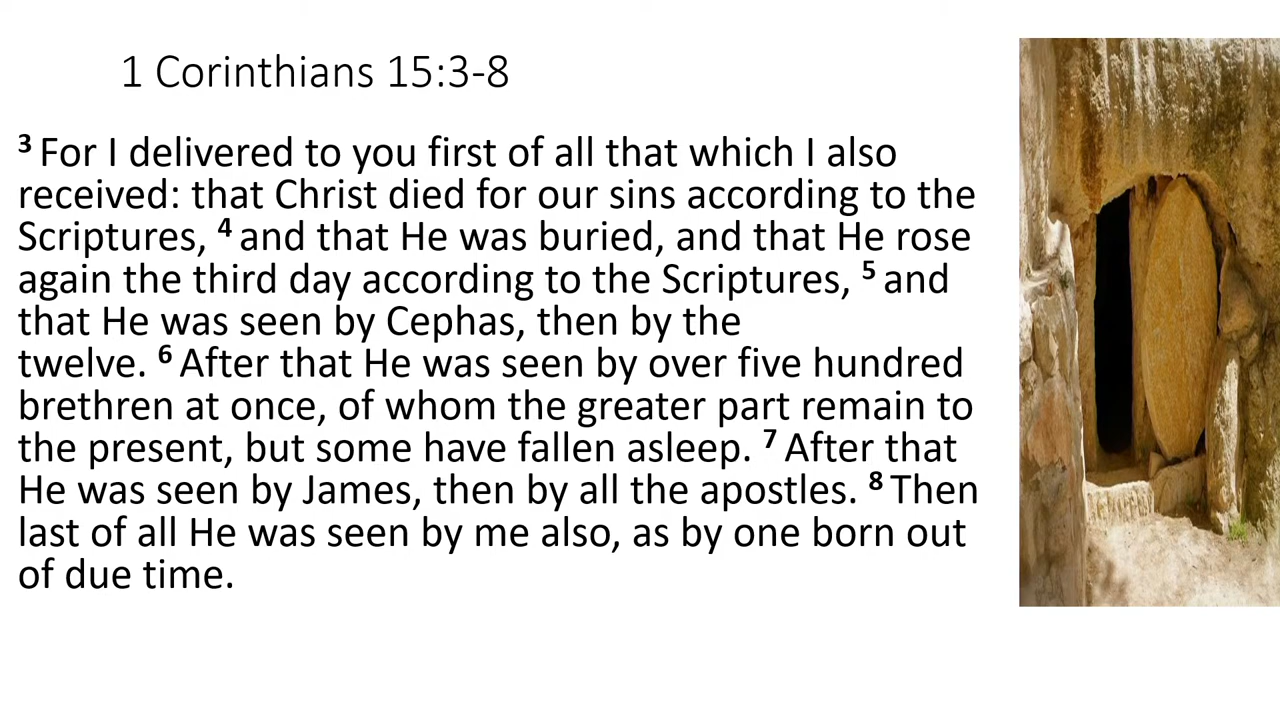 1 Corinthians 15:3-8
3 For I delivered to you first of all that which I also
received: that Christ died for our sins according to the
Scriptures, 4 and that He was buried, and that He rose
again the third day according to the Scriptures, 5 and
that He was seen by Cephas, then by the
twelve. 6 After that He was seen by over five hundred
brethren at once, of whom the greater part remain to
the present, but some have fallen asleep. 7 After that
He was seen by James, then by all the apostles. 8 Then
last of all He was seen by me also, as by one born out
of due time.